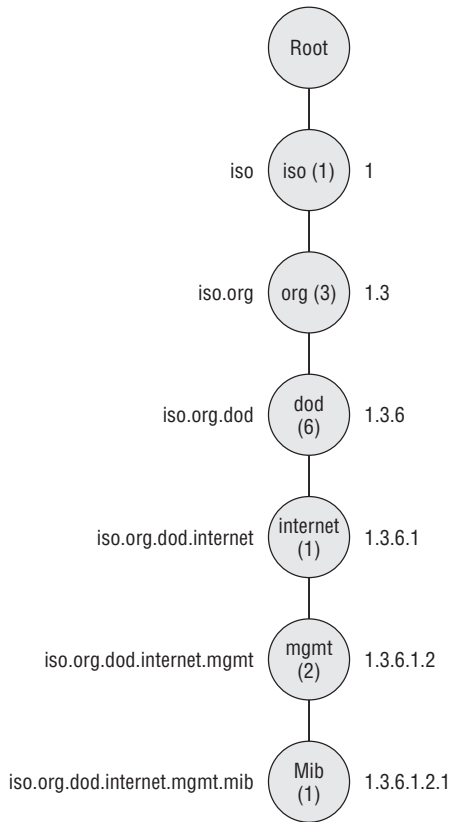 Root
iso iso (1) 1
iso.org org (3) 1.3
iso.org.dod dod (6) 1.3.6
iso.org.dod.internet internet (1) 1.3.6.1
iso.org.dod.internet.mgmt mgmt (2) 1.3.6.1.2
iso.org.dod.internet.mgmt.mib Mib (1) 1.3.6.1.2.1